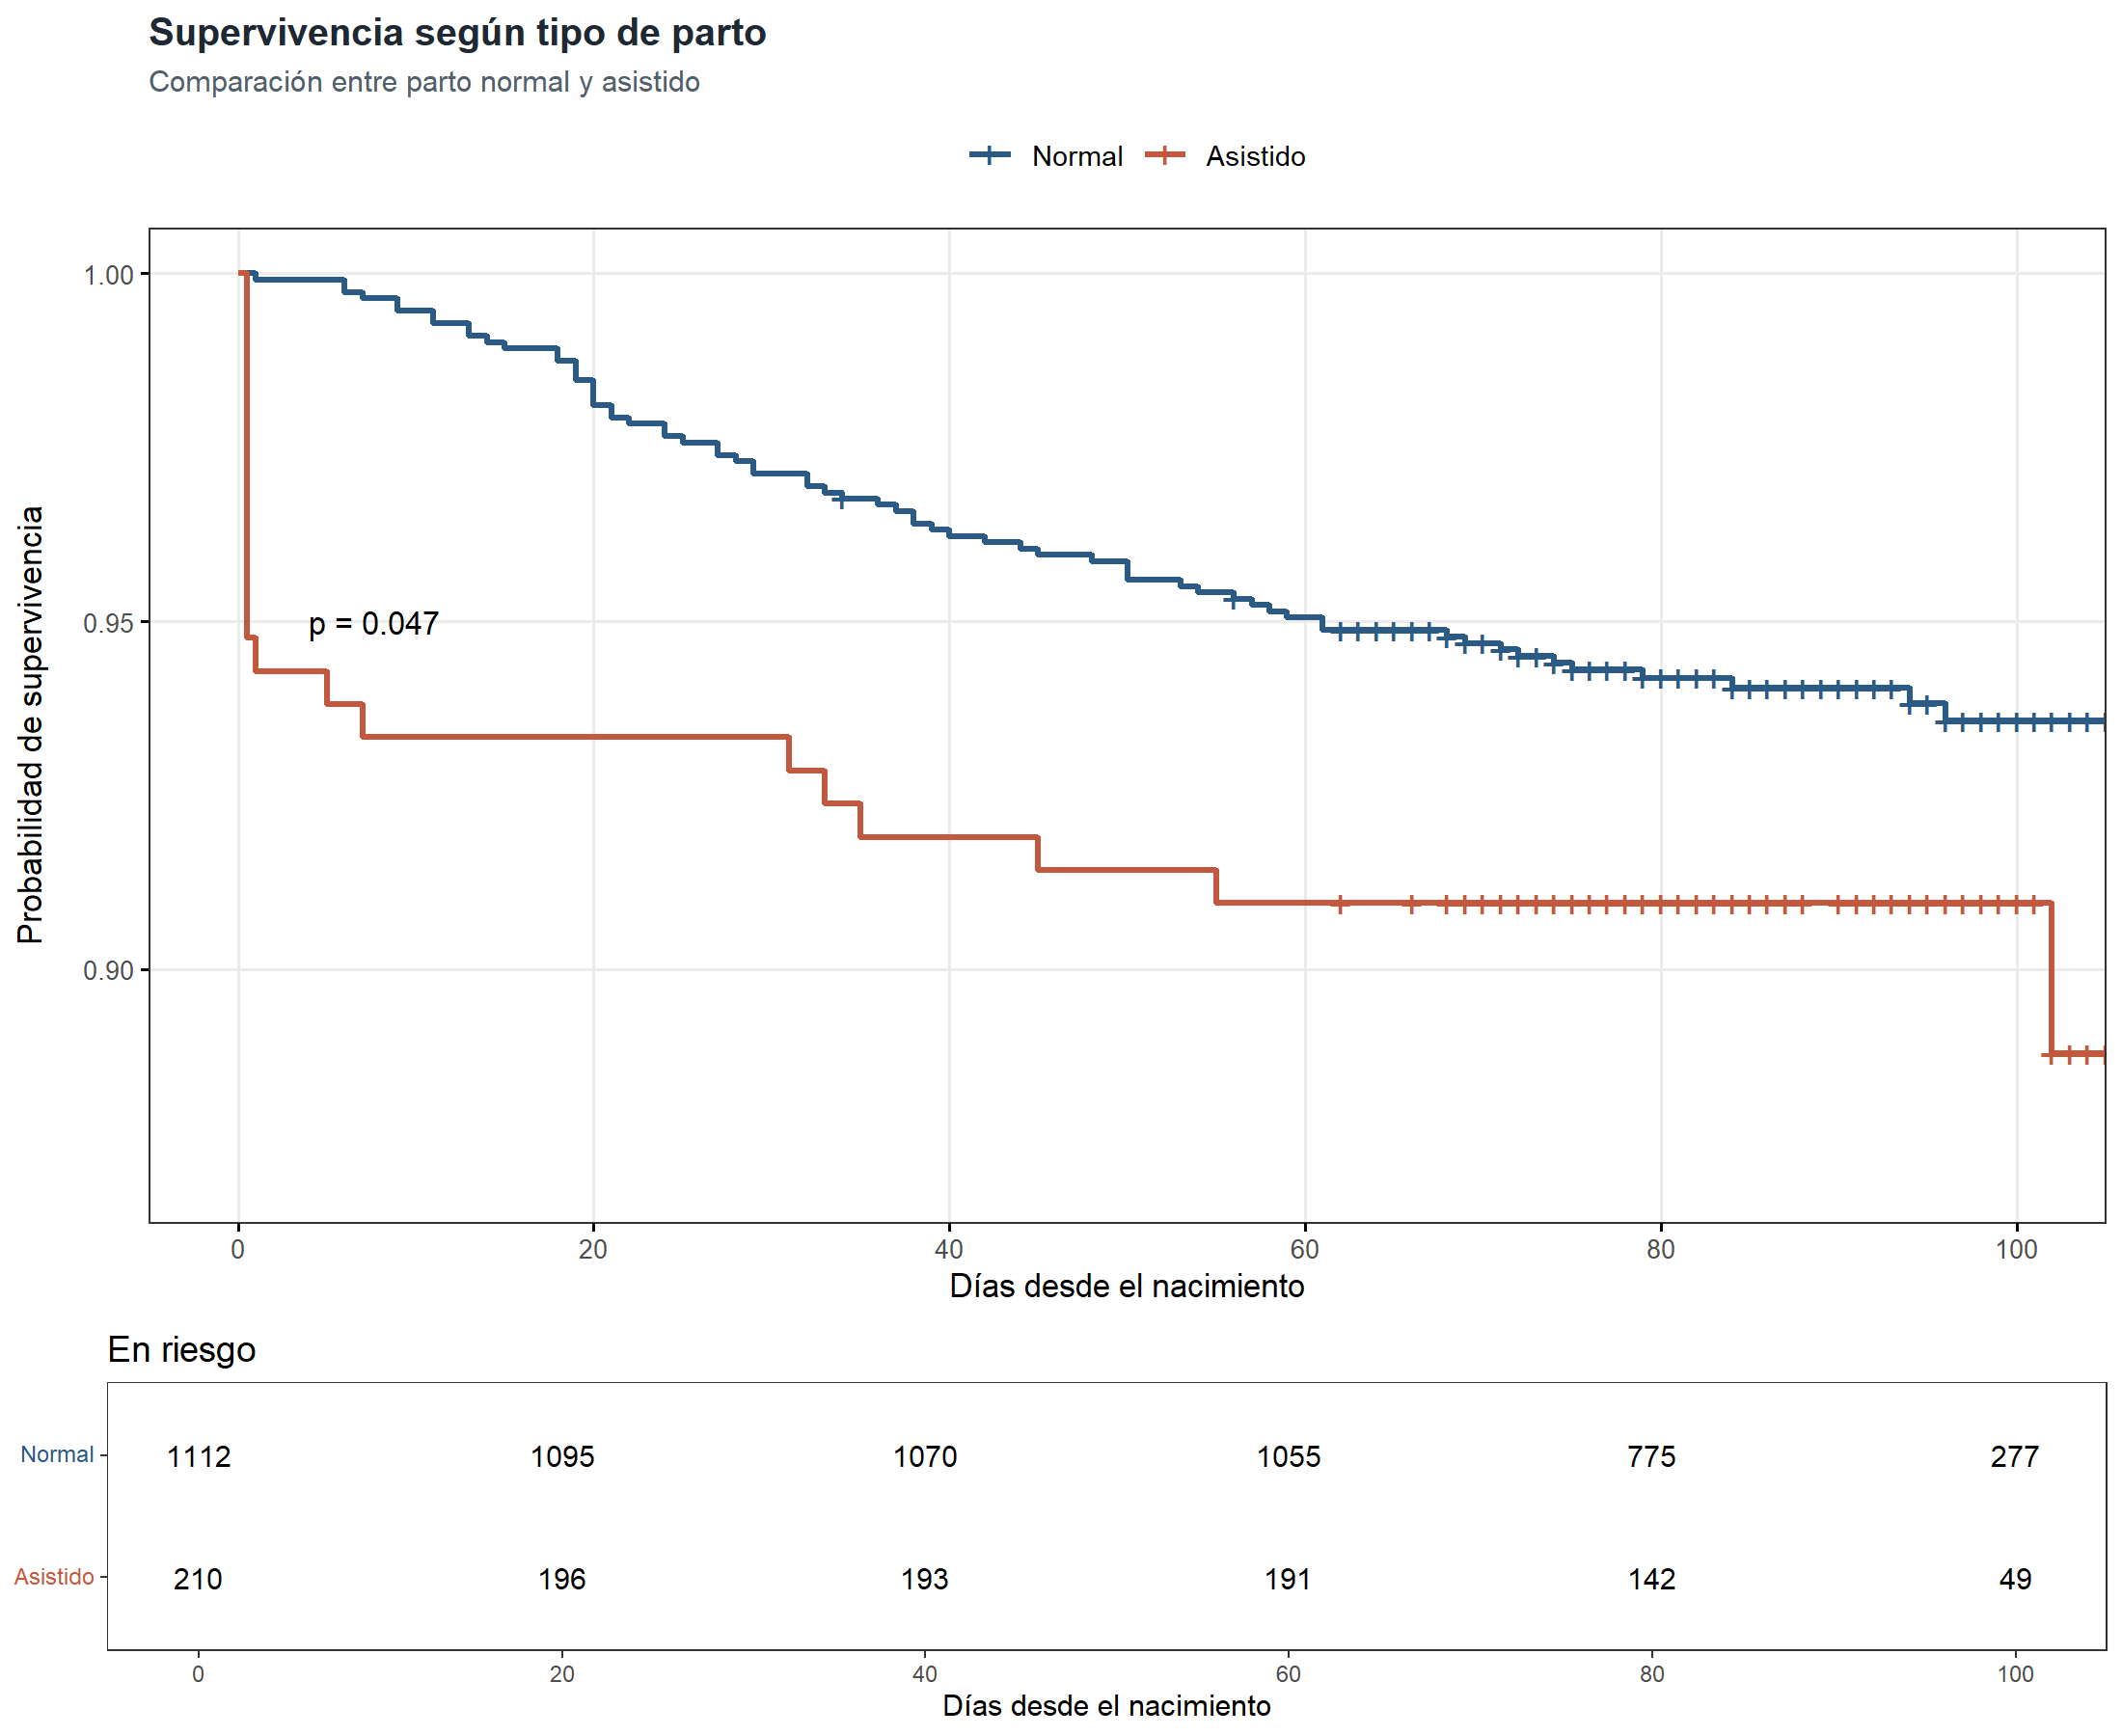 Supervivencia según tipo de parto
Comparación entre parto normal y asistido
Normal Asistido
Probabilidad de supervivencia
1.00
0.95
0.90
p = 0.047
0 20 40 60 80 100
Días desde el nacimiento
En riesgo
Normal 1112 1095 1070 1055 775 277
Asistido 210 196 193 191 142 49
0 20 40 60 80 100
Días desde el nacimiento